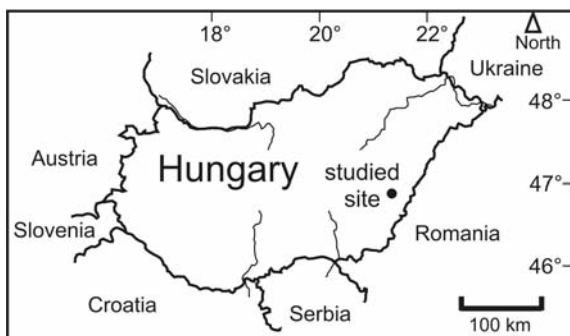 18° 20° 22°
North
Slovakia
Ukraine
48°
Austria
Hungary
studied
site
47°
Slovenia
Romania
46°
Croatia
Serbia
100 km